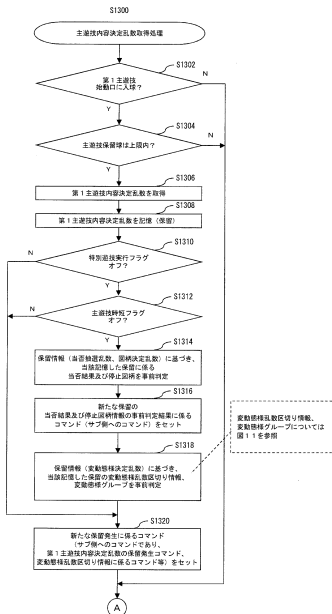 S1300
主遊技内容決定乱数取得処理
S1302
第1主遊技
始動口に入球?
N
Y
S1304
主遊技保留球は上限内?
N
Y
S1306
第1主遊技内容決定乱数を取得
S1308
第1主遊技内容決定乱数を記憶(保留)
S1310
N
特別遊技実行フラグ
オフ?
Y
S1312
N
主遊技時短フラグ
オフ?
Y
S1314
保留情報(当否抽選乱数、図柄決定乱数)に基づき、
当該記憶した保留に係る
当否結果及び停止図柄を事前判定
S1316
新たな保留の
当否結果及び停止図柄情報の事前判定結果に係る
コマンド(サブ側へのコマンド)をセット
変動態様乱数区切り情報、
変動態様グループについては
図11を参照
S1318
保留情報(変動態様決定乱数)に基づき、
当該記憶した保留の変動態様乱数区切り情報、
変動態様グループを事前判定
S1320
新たな保留発生に係るコマンド
(サブ側へのコマンドであり、
第1主遊技内容決定乱数の保留発生コマンド、
変動態様乱数区切り情報に係るコマンド等)をセット
A